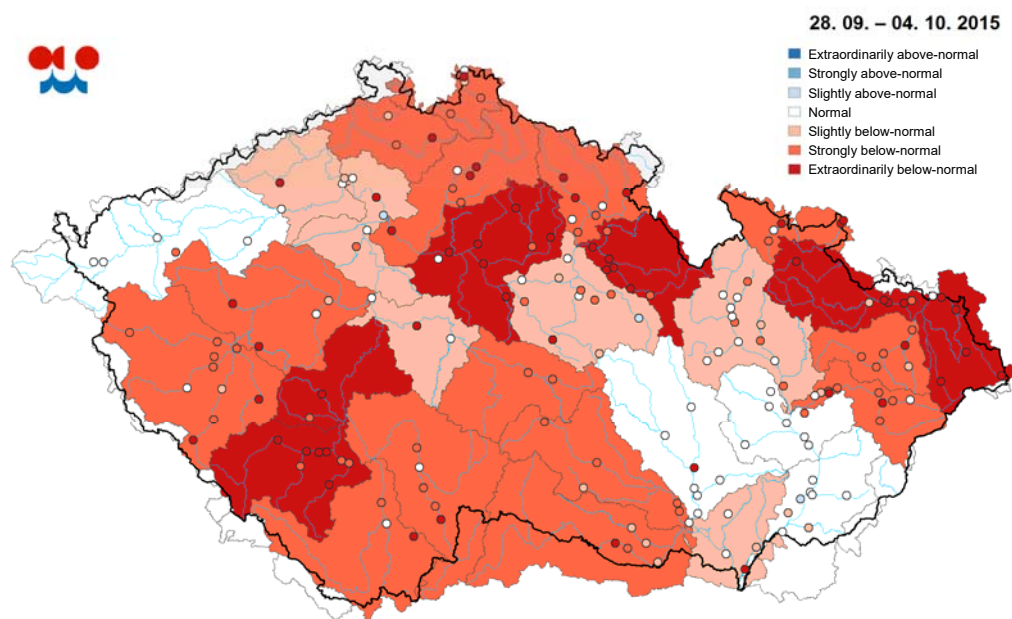 28. 09. – 04. 10. 2015
Extraordinarily above-normal
Strongly above-normal
Slightly above-normal
Normal
Slightly below-normal
Strongly below-normal
Extraordinarily below-normal